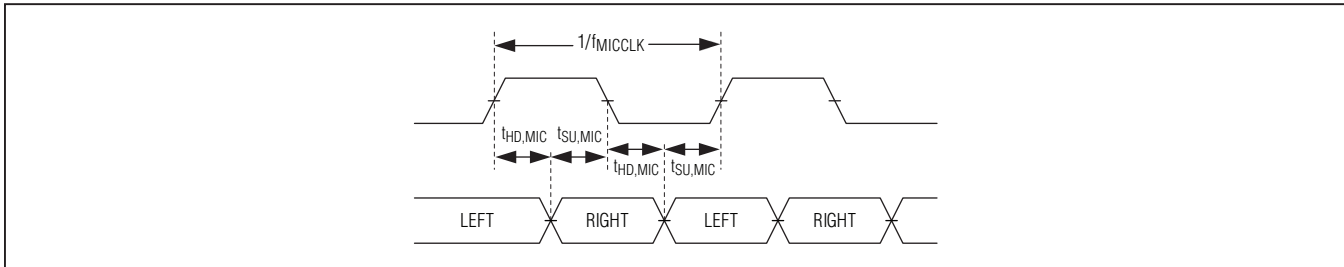 1/fMICCLK
tHD,MIC tSU,MIC
tHD,MIC tSU,MIC
LEFT RIGHT LEFT RIGHT